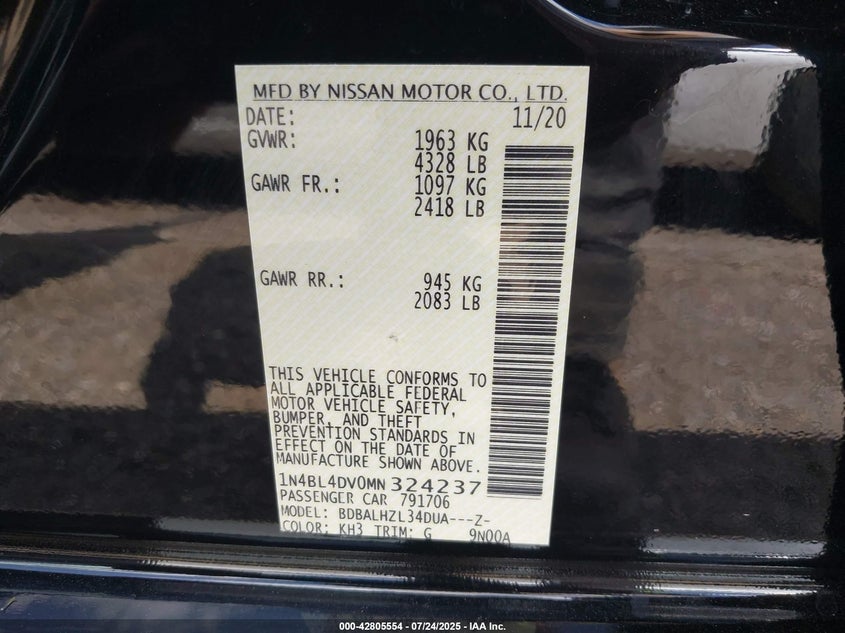 MFD BY NISSAN MOTOR CO., LTD.
DATE: 11/20
GVWR: 1963 KG
4328 LB
GAWR FR.: 1097 KG
2418 LB
GAWR RR.: 945 KG
2083 LB
THIS VEHICLE CONFORMS TO
ALL APPLICABLE FEDERAL
MOTOR VEHICLE SAFETY,
BUMPER, AND THEFT
PREVENTION STANDARDS IN
EFFECT ON THE DATE OF
MANUFACTURE SHOWN ABOVE.
1N4BL4DV0MN324237
PASSENGER CAR 791706
MODEL: BDBALHZL34DUA---Z-
COLOR: KH3 TRIM: G 9N00A
000-42805554 - 07/24/2025 - IAA Inc.